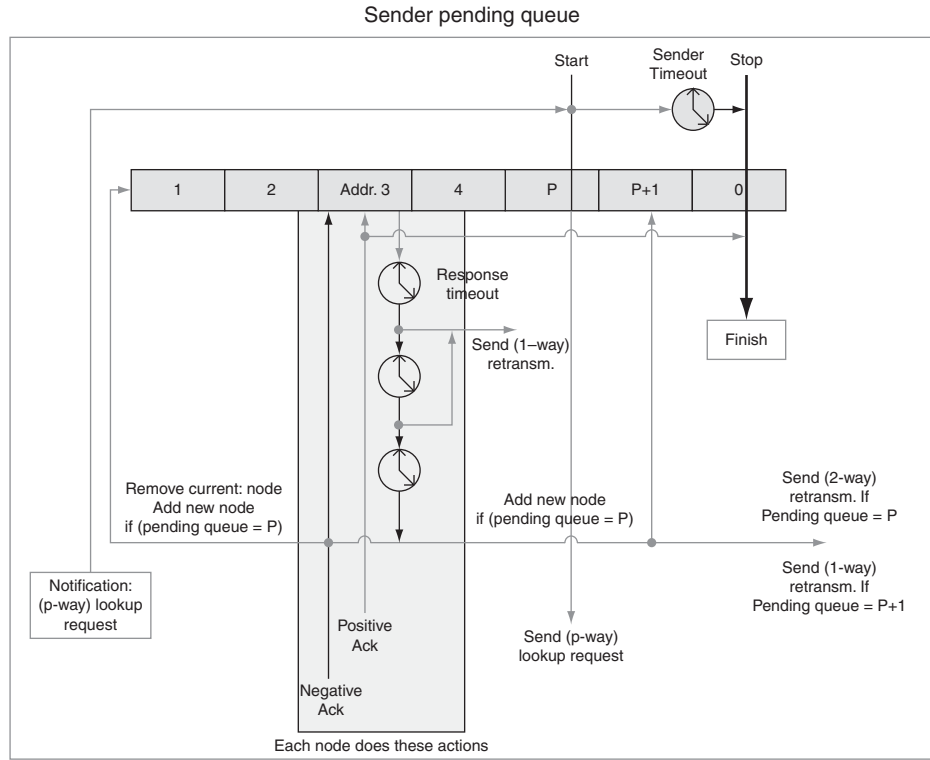 Sender pending queue
Start
Sender
Timeout
Stop
1
2
Addr. 3
4
P
P+1
0
Response
timeout
Send (1–way)
retransm.
Finish
Remove current: node
Add new node
if (pending queue = P)
Add new node
if (pending queue = P)
Send (2-way)
retransm. If
Pending queue = P
Send (1-way)
retransm. If
Pending queue = P+1
Notification:
(p-way) lookup
request
Positive
Ack
Send (p-way)
lookup request
Negative
Ack
Each node does these actions